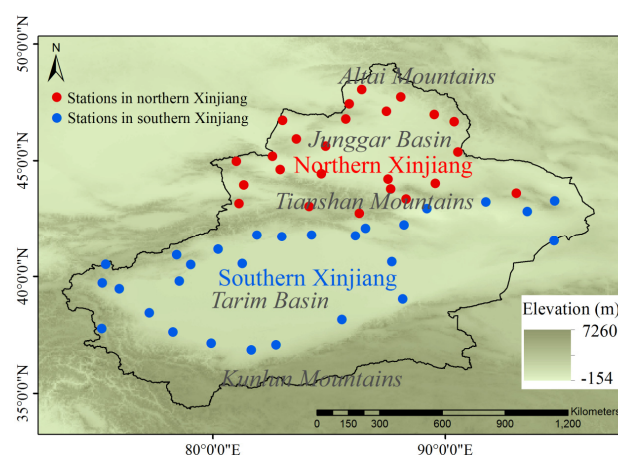 50°0'0"N
N
Altai Mountains
Stations in northern Xinjiang
Stations in southern Xinjiang
Junggar Basin
45°0'0"N
Northern Xinjiang
Tianshan Mountains
40°0'0"N
Southern Xinjiang
Tarim Basin
Elevation (m)
7260
-154
Kunlun Mountains
35°0'0"N
Kilometers
0 150 300 600 900 1,200
80°0'0"E 90°0'0"E